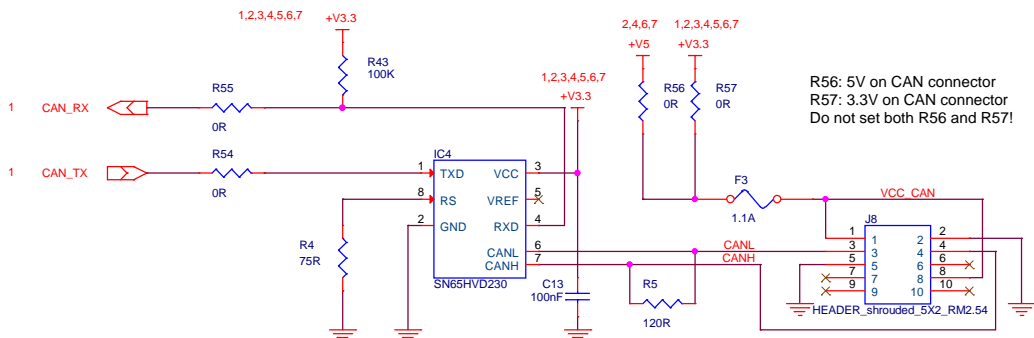 1,2,3,4,5,6,7
+V3.3
R43
100K
R55
0R
1 CAN_RX
R54
0R
1 CAN_TX
1,2,3,4,5,6,7
+V3.3
IC4
1 TXD VCC 3
8 RS VREF 5
2 GND RXD 4
CANL 6
CANH 7
SN65HVD230
R4
75R
C13
100nF
R5
120R
CANL
CANH
2,4,6,7
+V5
1,2,3,4,5,6,7
+V3.3
R56
0R
R57
0R
R56: 5V on CAN connector
R57: 3.3V on CAN connector
Do not set both R56 and R57!
F3
1.1A
VCC_CAN
J8
1 1 2 2
3 3 4 4
5 5 6 6
7 7 8 8
9 9 10 10
HEADER_shrouded_5X2_RM2.54